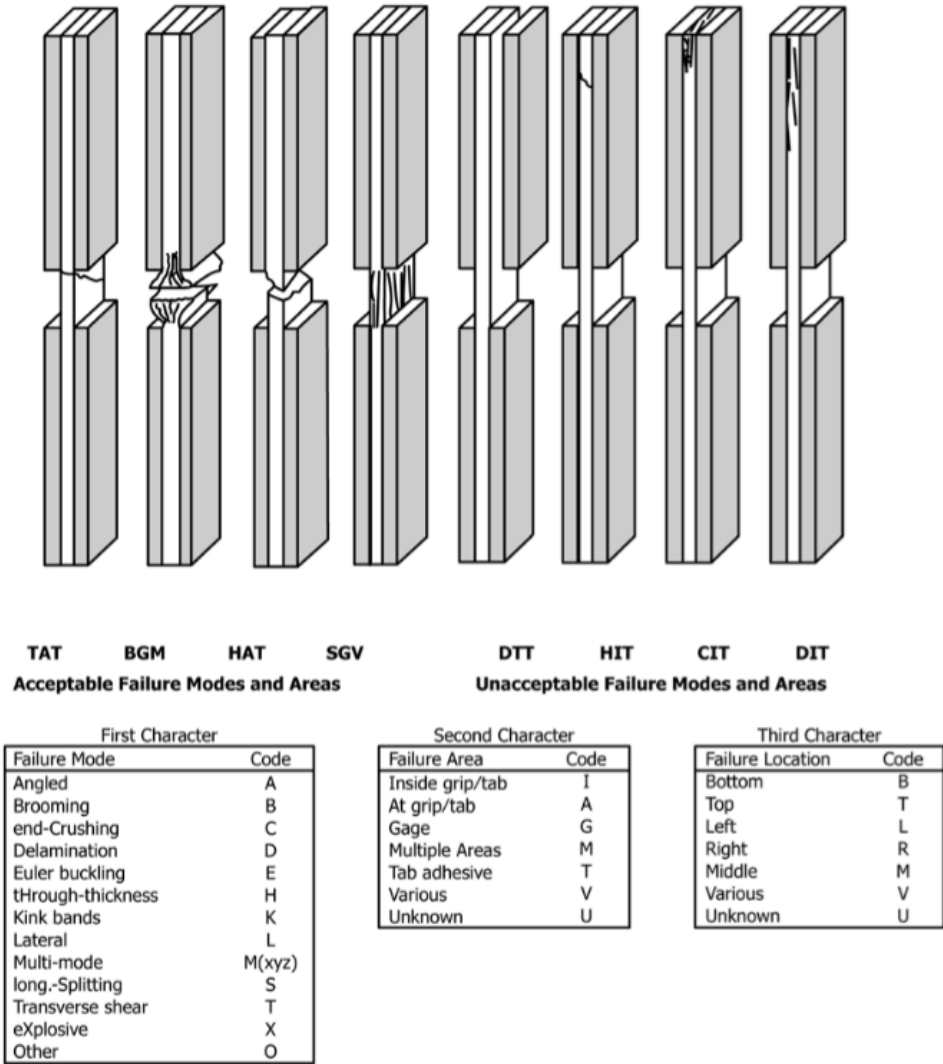 TAT BGM HAT SGV DTT HIT CIT DIT
Acceptable Failure Modes and Areas Unacceptable Failure Modes and Areas
First Character
Failure Mode Code
Angled A
Brooming B
end-Crushing C
Delamination D
Euler buckling E
tHrough-thickness H
Kink bands K
Lateral L
Multi-mode M(xyz)
long.-Splitting S
Transverse shear T
eXplosive X
Other O
Second Character
Failure Area Code
Inside grip/tab I
At grip/tab A
Gage G
Multiple Areas M
Tab adhesive T
Various V
Unknown U
Third Character
Failure Location Code
Bottom B
Top T
Left L
Right R
Middle M
Various V
Unknown U